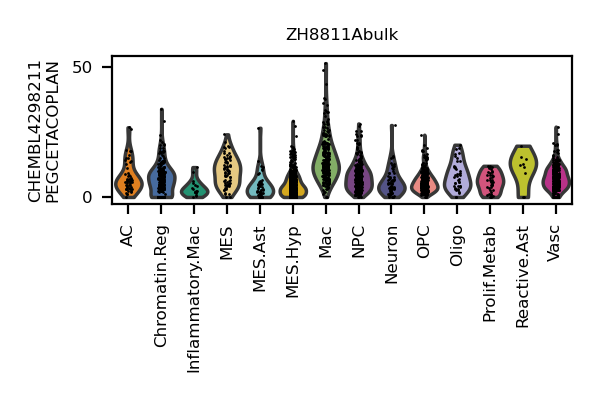 ZH8811Abulk
CHEMBL4298211
PEGCETACOPLAN
50
0
AC
Chromatin.Reg
Inflammatory.Mac
MES
MES.Ast
MES.Hyp
Mac
NPC
Neuron
OPC
Oligo
Prolif.Metab
Reactive.Ast
Vasc